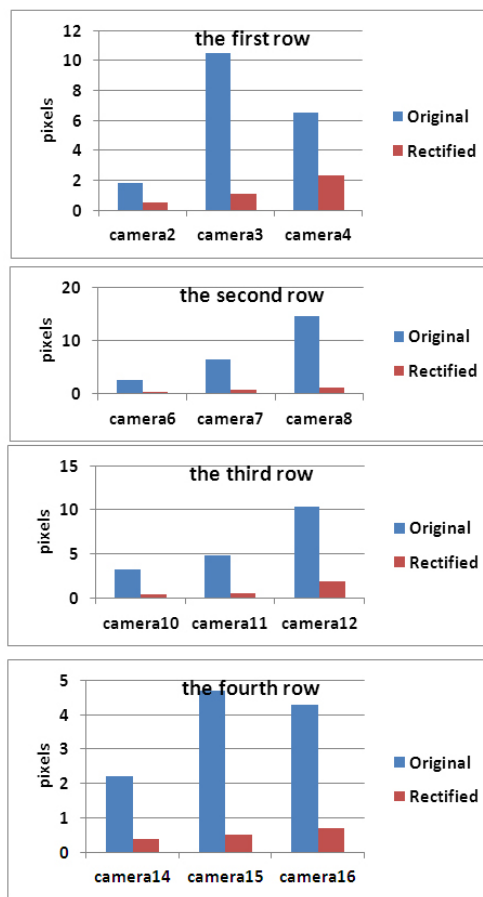 the first row
12
10
8
6
4
2
0
pixels
camera2 camera3 camera4
Original
Rectified
the second row
20
10
0
pixels
camera6 camera7 camera8
Original
Rectified
the third row
15
10
5
0
pixels
camera10 camera11 camera12
Original
Rectified
the fourth row
5
4
3
2
1
0
pixels
camera14 camera15 camera16
Original
Rectified